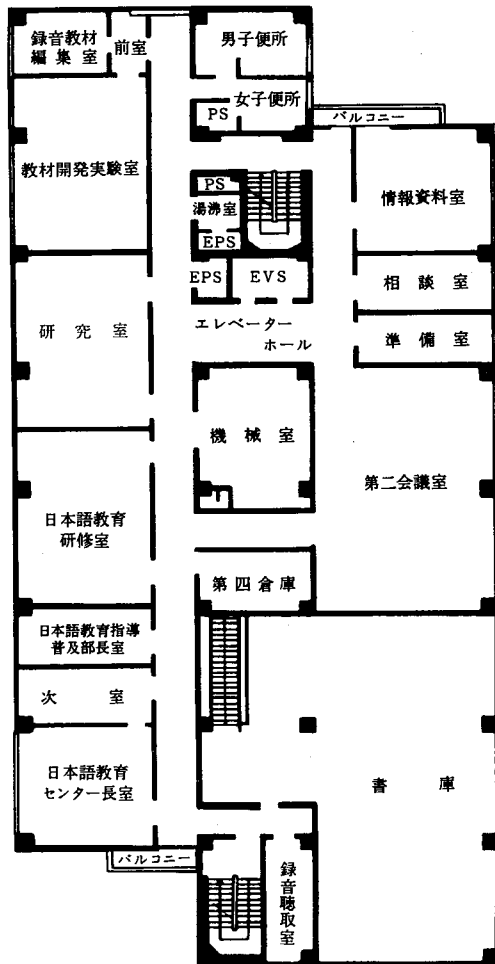 録音教材
編集室
前室
男子便所
女子便所
PS
バルコニー
教材開発実験室
情報資料室
PS
湯沸室
EPS
EPS
EVS
相談室
エレベーター
ホール
研究室
準備室
機械室
第二会議室
日本語教育
研修室
第四倉庫
日本語教育指導
普及部長室
次室
日本語教育
センター長室
書庫
バルコニー
録音聴取室